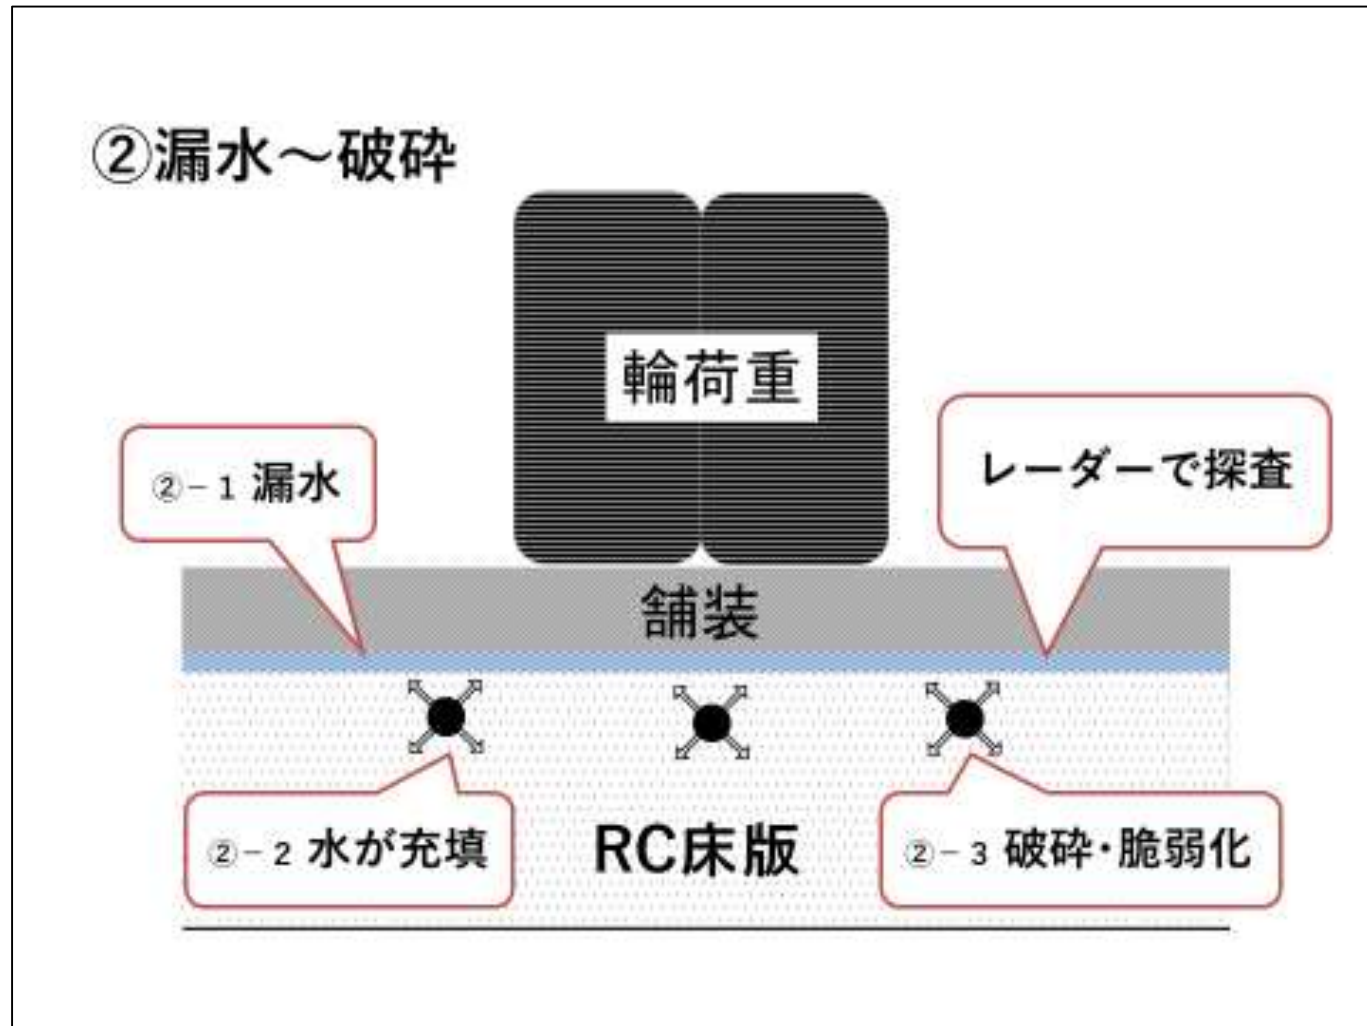 ②漏水～破砕
輪荷重
②－1 漏水
レーダーで探査
舗装
②－2 水が充填
RC床版
②－3 破砕・脆弱化